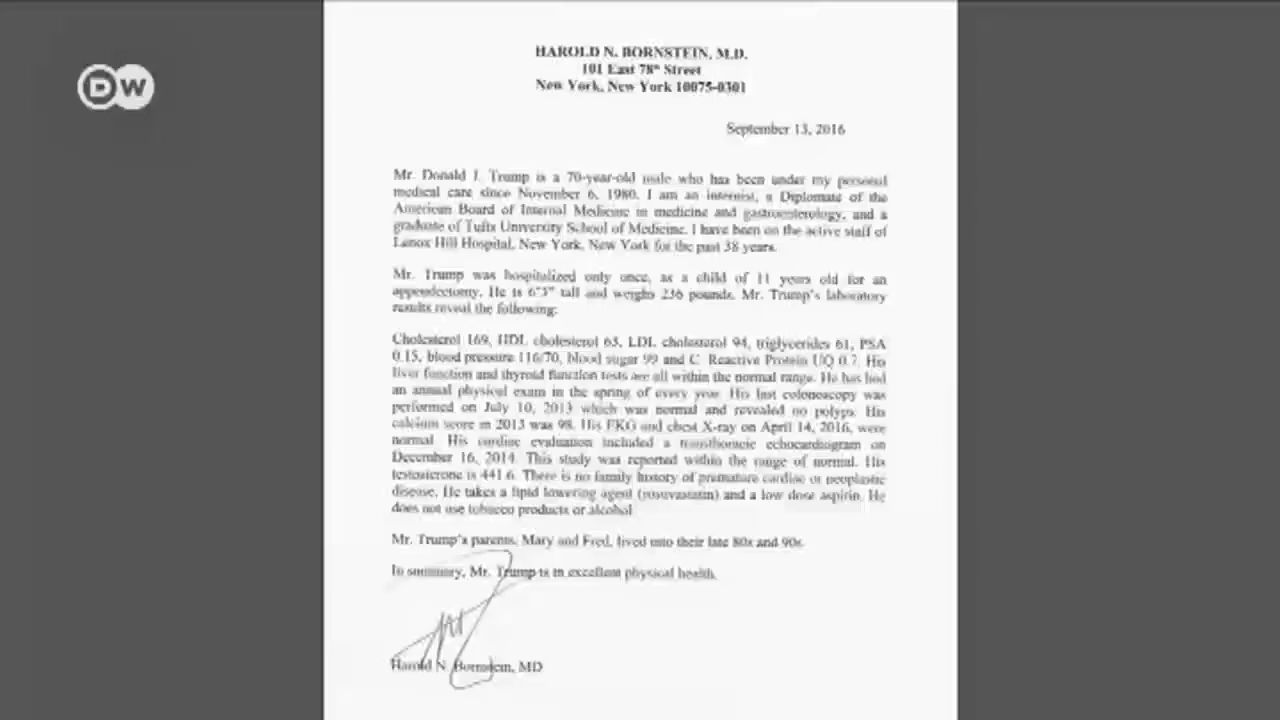 DW
HAROLD N. BORNSTEIN, M.D.
101 East 78th Street
New York, New York 10075-0301
September 13, 2016
Mr. Donald J. Trump is a 70-year-old male who has been under my personal
medical care since November 6, 1980. I am an internist, a Diplomate of the
American Board of Internal Medicine in medicine and gastroenterology, and a
graduate of Tufts University School of Medicine. I have been on the active staff of
Lenox Hill Hospital, New York, New York for the past 38 years.
Mr. Trump was hospitalized only once, as a child of 11 years old for an
appendectomy. He is 6'3" tall and weighs 236 pounds. Mr. Trump's laboratory
results reveal the following:
Cholesterol 169, HDL cholesterol 63, LDL cholesterol 94, triglycerides 61, PSA
0.15, blood pressure 116/70, blood sugar 99 and C. Reactive Protein UQ 0.7. His
liver function and thyroid function tests are all within the normal range. He has had
an annual physical exam in the spring of every year. His last colonoscopy was
performed on July 10, 2013 which was normal and revealed no polyps. His
calcium score in 2013 was 98. His EKG and chest X-ray on April 14, 2016, were
normal. His cardiac evaluation included a transthoracic echocardiogram on
December 16, 2014. This study was reported within the range of normal. His
testosterone is 441.6. There is no family history of premature cardiac or neoplastic
disease. He takes a lipid lowering agent (rosuvastatin) and a low dose aspirin. He
does not use tobacco products or alcohol.
Mr. Trump's parents, Mary and Fred, lived into their late 80s and 90s.
In summary, Mr. Trump is in excellent physical health.
Harold N. Bornstein, MD